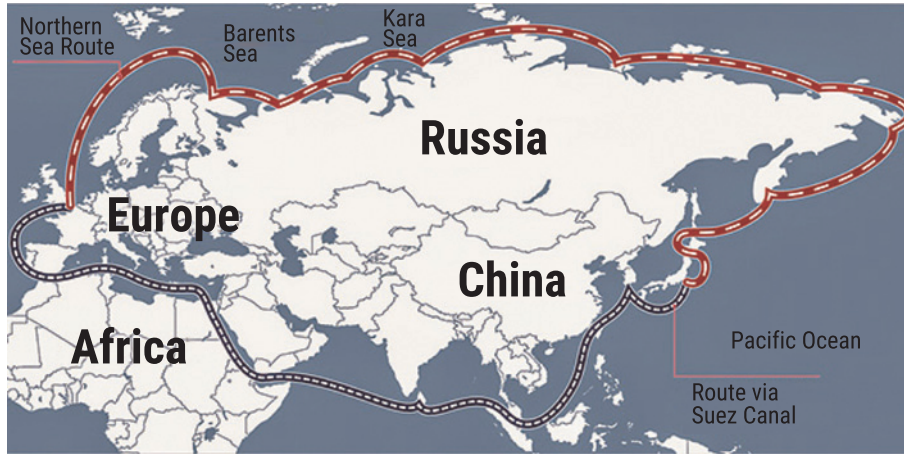 Northern
Sea Route
Barents
Sea
Kara
Sea
Russia
Europe
China
Africa
Pacific Ocean
Route via
Suez Canal